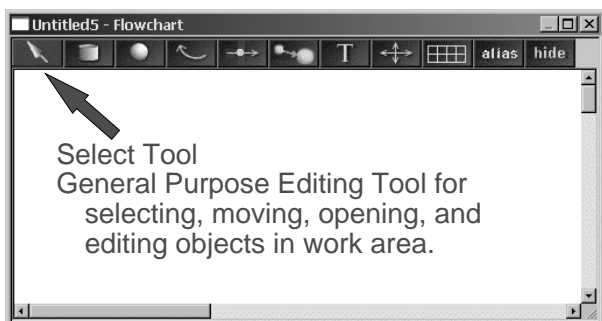 Untitled5 - Flowchart
T alias hide
Select Tool
General Purpose Editing Tool for
selecting, moving, opening, and
editing objects in work area.